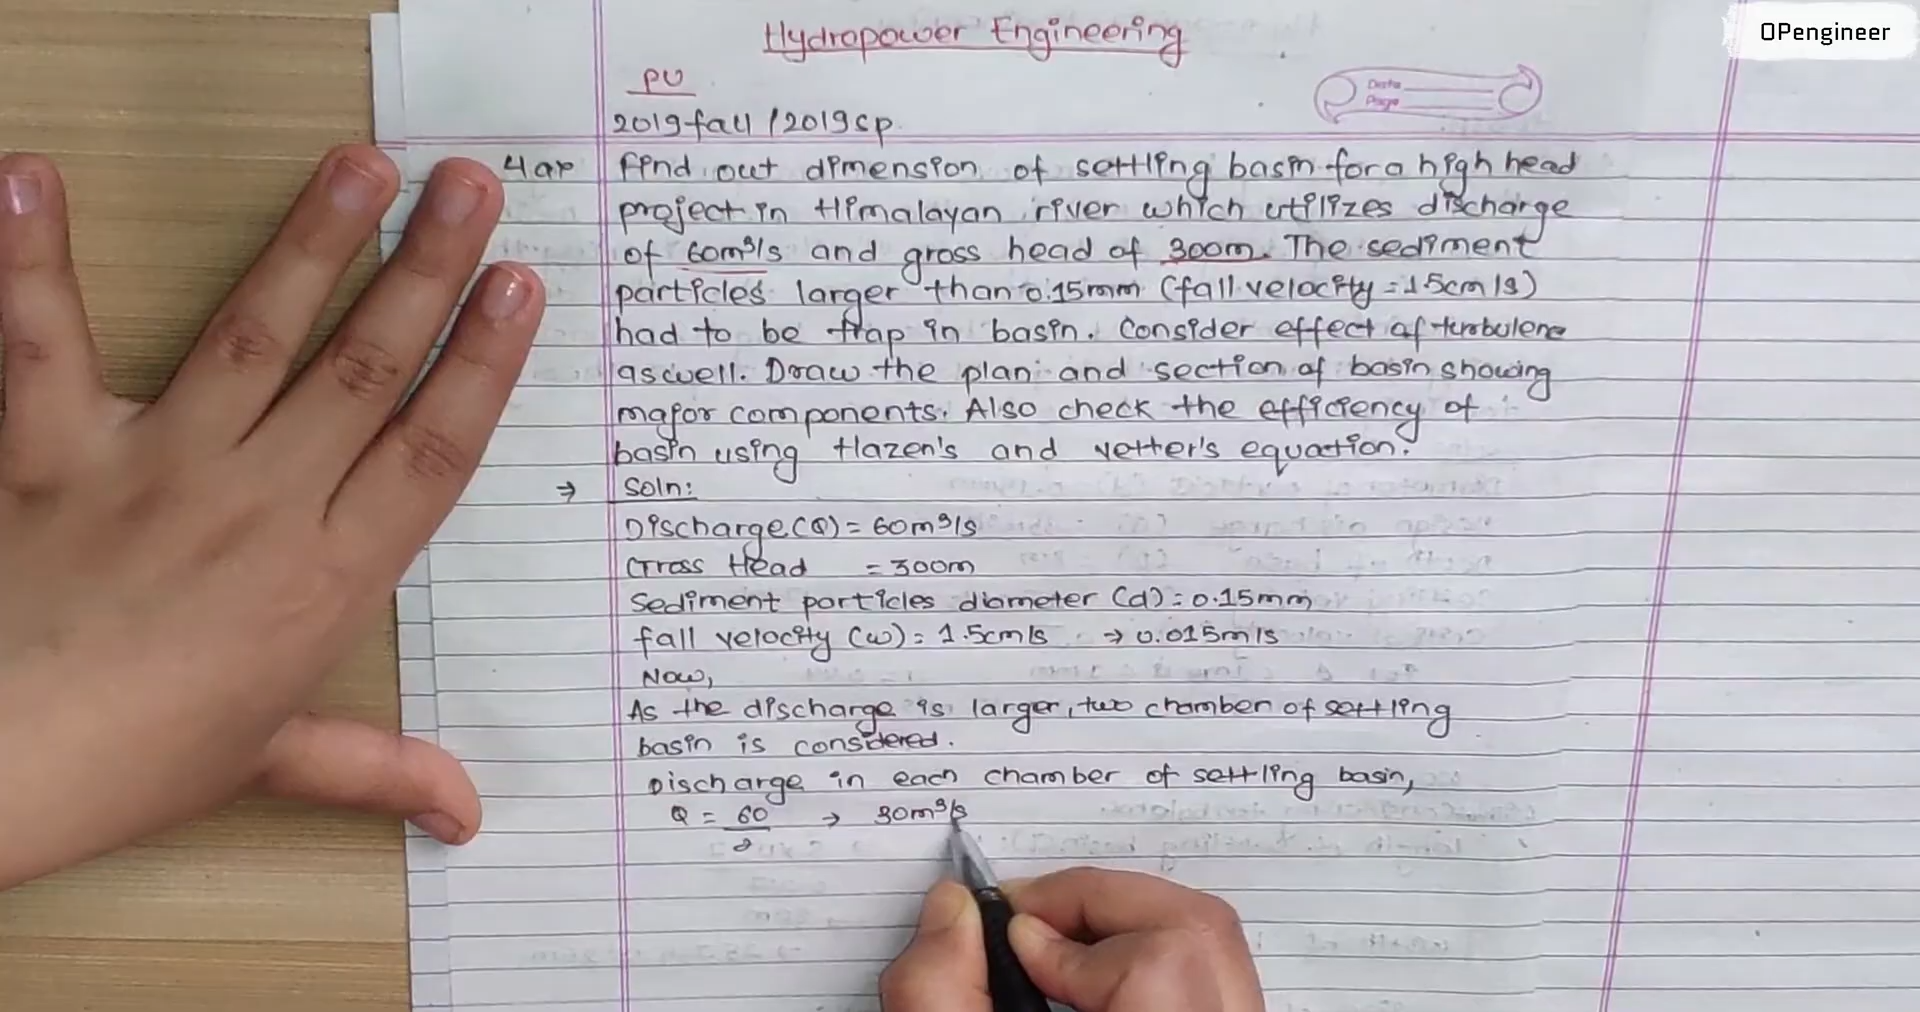 OPengineer
Hydropower Engineering
PU
Date
Page
2019 fall / 2019 sp.
4 a> Find out dimension of settling basin for a high head
project in Himalayan river which utilizes discharge
of 60m³/s and gross head of 300m. The sediment
particles larger than 0.15mm (fall velocity = 1.5cm/s)
had to be trap in basin. Consider effect of turbulenc
as well. Draw the plan and section of basin showing
major components. Also check the efficiency of
basin using Hazen's and vetter's equation.
→ Soln:
Discharge (Q) = 60m³/s
Gross Head = 300m
Sediment particles diameter (d) = 0.15mm
fall velocity (w) = 1.5cm/s → 0.015m/s
Now,
As the discharge is larger, two chamber of settling
basin is considered.
Discharge in each chamber of settling basin,
Q = 60 → 30m³/s
2